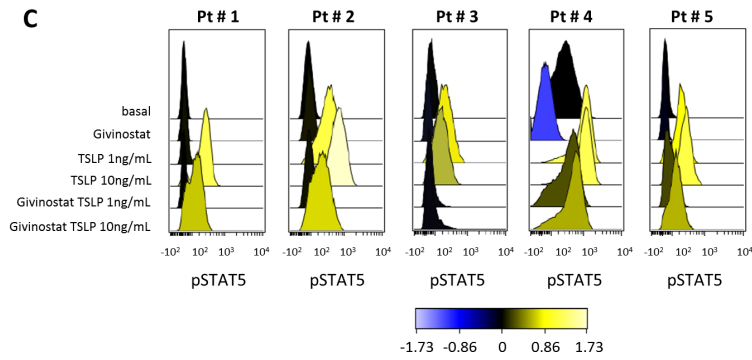 C
Pt # 1 Pt # 2 Pt # 3 Pt # 4 Pt # 5
basal
Givinostat
TSLP 1ng/mL
TSLP 10ng/mL
Givinostat TSLP 1ng/mL
Givinostat TSLP 10ng/mL
-10² 10² 10³ 10⁴ -10² 10² 10³ 10⁴ -10² 10² 10³ 10⁴ -10² 10² 10³ 10⁴ -10² 10² 10³ 10⁴
pSTAT5 pSTAT5 pSTAT5 pSTAT5 pSTAT5
-1.73 -0.86 0 0.86 1.73